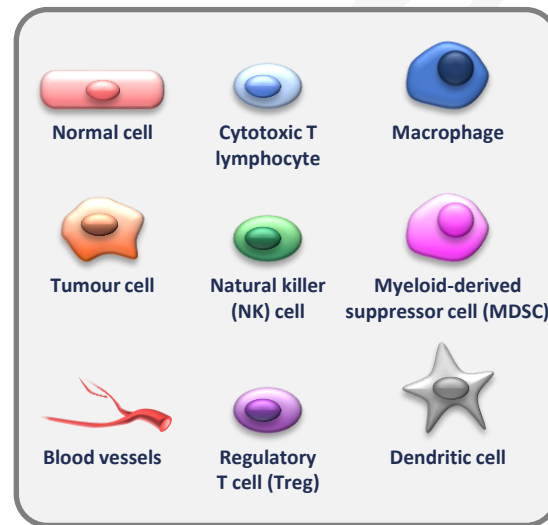 Normal cell
Cytotoxic T
lymphocyte
Macrophage
Tumour cell
Natural killer
(NK) cell
Myeloid-derived
suppressor cell (MDSC)
Blood vessels
Regulatory
T cell (Treg)
Dendritic cell